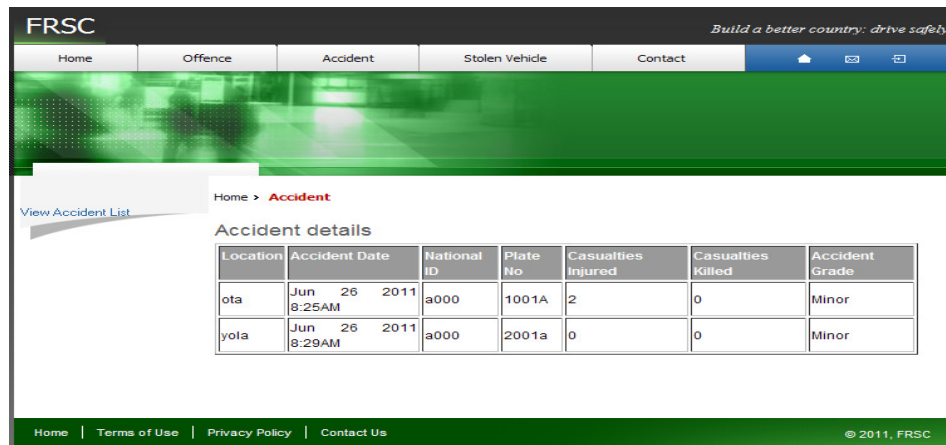 FRSC
Build a better country: drive safely
Home Offence Accident Stolen Vehicle Contact
View Accident List
Home > Accident
Accident details
Location Accident Date National ID Plate No Casualties Injured Casualties Killed Accident Grade
ota Jun 26 2011 8:25AM a000 1001A 2 0 Minor
yola Jun 26 2011 8:29AM a000 2001a 0 0 Minor
Home | Terms of Use | Privacy Policy | Contact Us
© 2011, FRSC